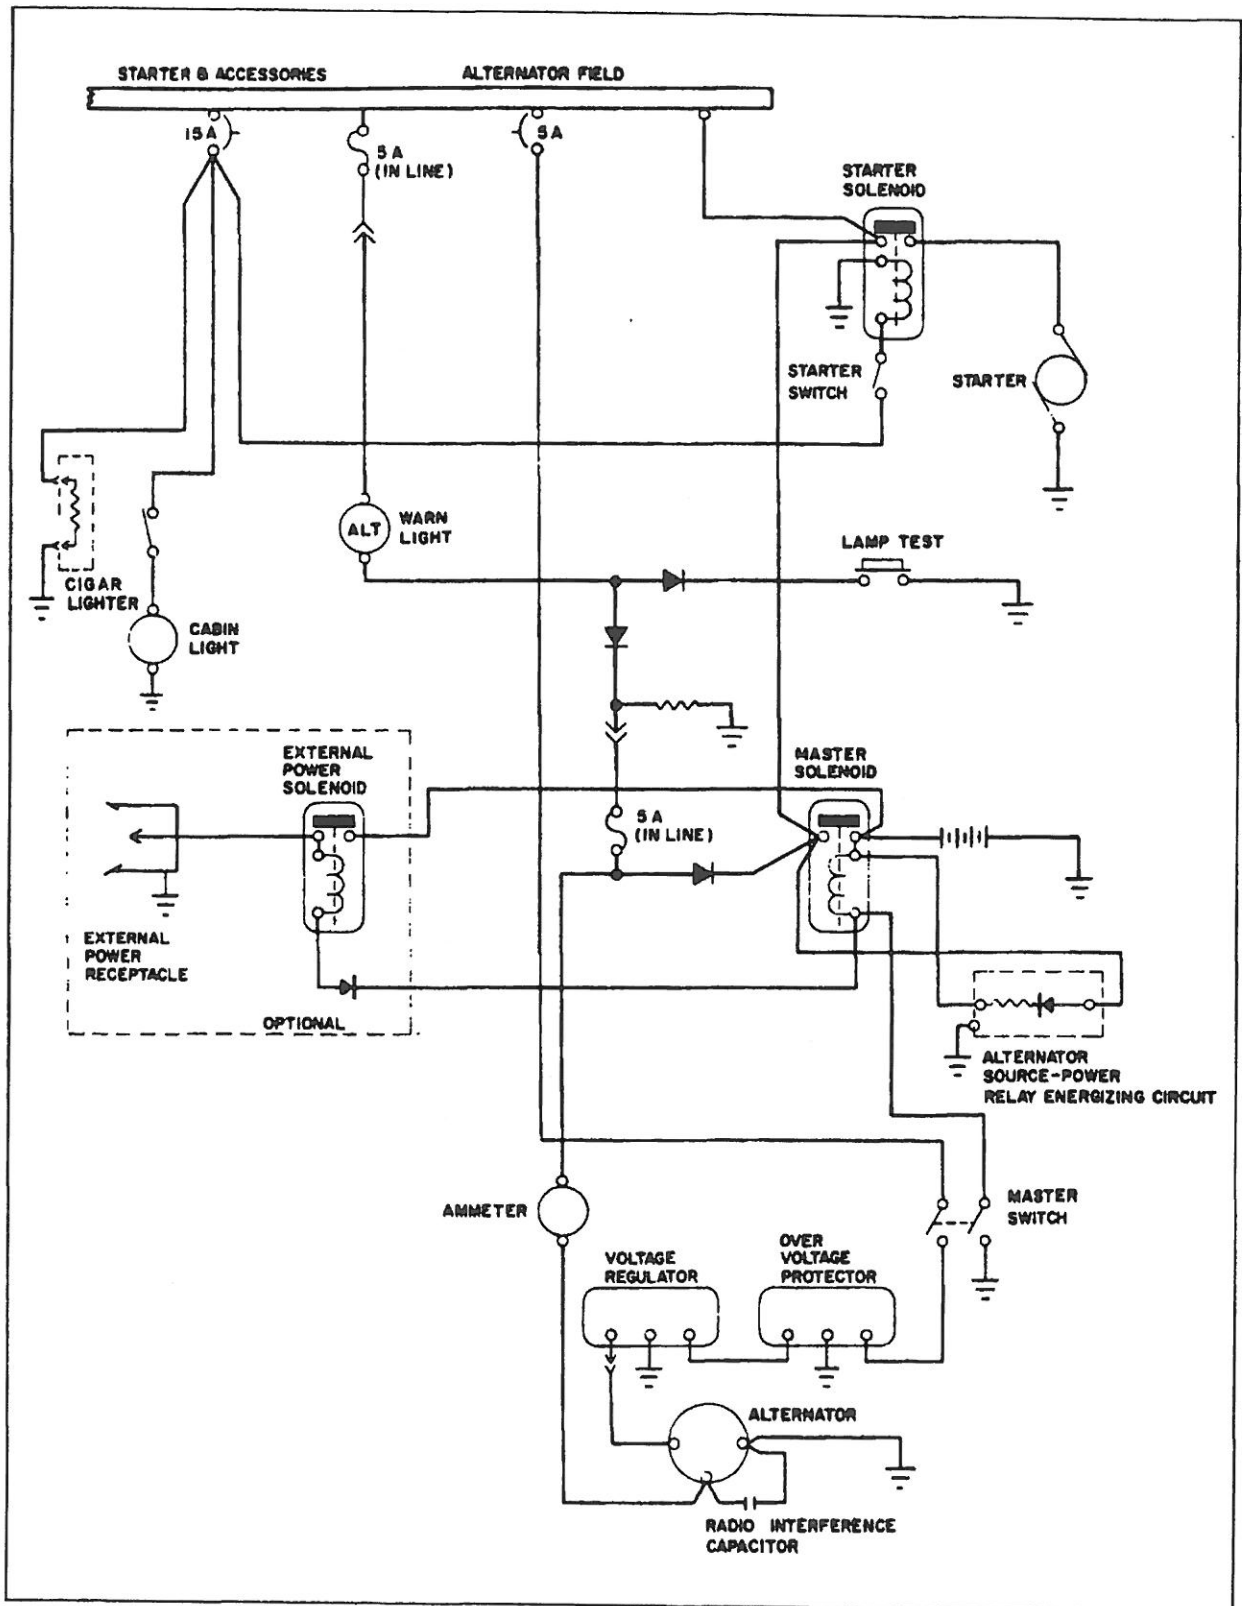 STARTER & ACCESSORIES
ALTERNATOR FIELD
15A
5A
(IN LINE)
5A
STARTER
SOLENOID
STARTER
SWITCH
STARTER
ALT
WARN
LIGHT
LAMP TEST
CIGAR
LIGHTER
CABIN
LIGHT
EXTERNAL
POWER
SOLENOID
MASTER
SOLENOID
5A
(IN LINE)
EXTERNAL
POWER
RECEPTACLE
OPTIONAL
ALTERNATOR
SOURCE-POWER
RELAY ENERGIZING CIRCUIT
AMMETER
MASTER
SWITCH
VOLTAGE
REGULATOR
OVER
VOLTAGE
PROTECTOR
ALTERNATOR
RADIO INTERFERENCE
CAPACITOR